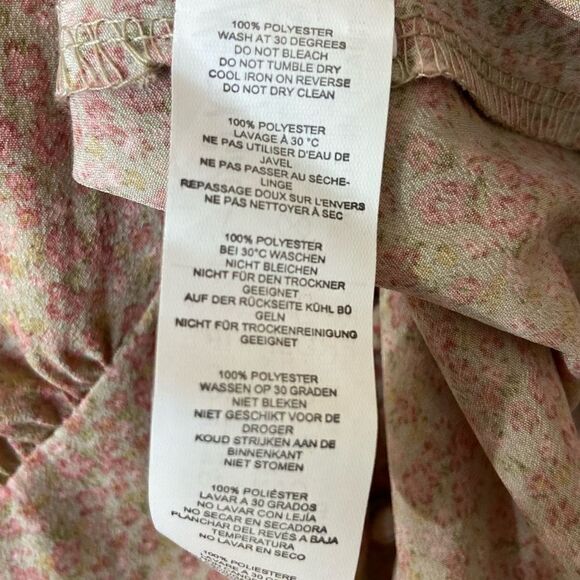 100% POLYESTER
WASH AT 30 DEGREES
DO NOT BLEACH
DO NOT TUMBLE DRY
COOL IRON ON REVERSE
DO NOT DRY CLEAN
100% POLYESTER
LAVAGE À 30 °C
NE PAS UTILISER D'EAU DE
JAVEL
NE PAS PASSER AU SÈCHE-
LINGE
REPASSAGE DOUX SUR L'ENVERS
NE PAS NETTOYER À SEC
100% POLYESTER
BEI 30°C WASCHEN
NICHT BLEICHEN
NICHT FÜR DEN TROCKNER
GEEIGNET
AUF DER RÜCKSEITE KÜHL BÜ
GELN
NICHT FÜR TROCKENREINIGUNG
GEEIGNET
100% POLYESTER
WASSEN OP 30 GRADEN
NIET BLEKEN
NIET GESCHIKT VOOR DE
DROGER
KOUD STRIJKEN AAN DE
BINNENKANT
NIET STOMEN
100% POLIÉSTER
LAVAR A 30 GRADOS
NO LAVAR CON LEJÍA
NO SECAR EN SECADORA
PLANCHAR DEL REVÉS A BAJA
TEMPERATURA
NO LAVAR EN SECO
100% POLIESTERE